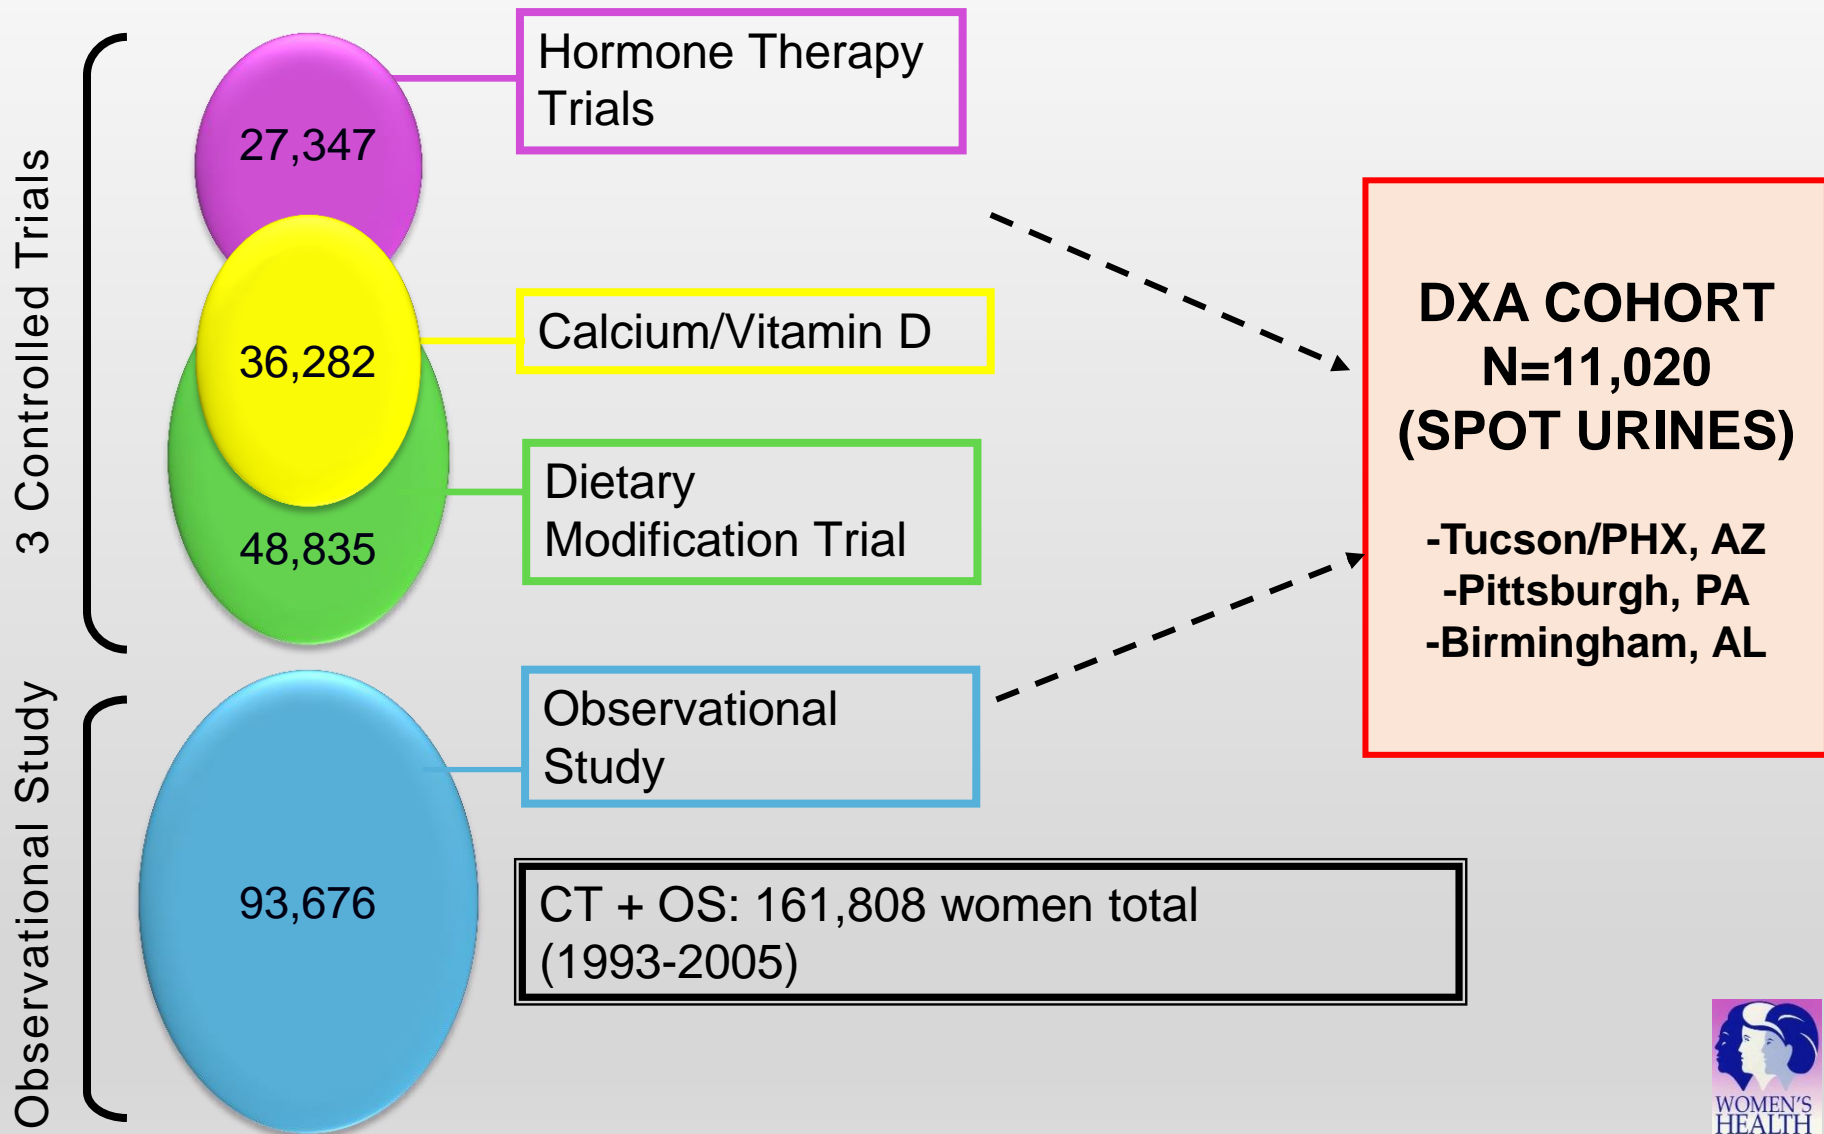 3 Controlled Trials
27,347
36,282
48,835
Hormone Therapy
Trials
Calcium/Vitamin D
Dietary
Modification Trial
Observational Study
93,676
Observational
Study
CT + OS: 161,808 women total
(1993-2005)
DXA COHORT
N=11,020
(SPOT URINES)
-Tucson/PHX, AZ
-Pittsburgh, PA
-Birmingham, AL
WOMEN'S
HEALTH